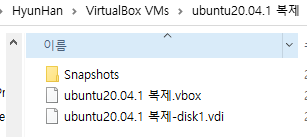 HyunHan > VirtualBox VMs > ubuntu20.04.1 복제
이름
Snapshots
ubuntu20.04.1 복제.vbox
ubuntu20.04.1 복제-disk1.vdi